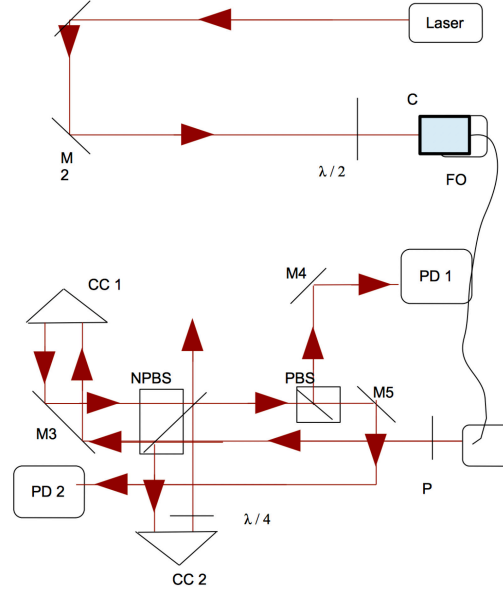 Laser
C
M
2
λ / 2
FO
M4
PD 1
CC 1
NPBS
PBS
M5
M3
P
PD 2
λ / 4
CC 2